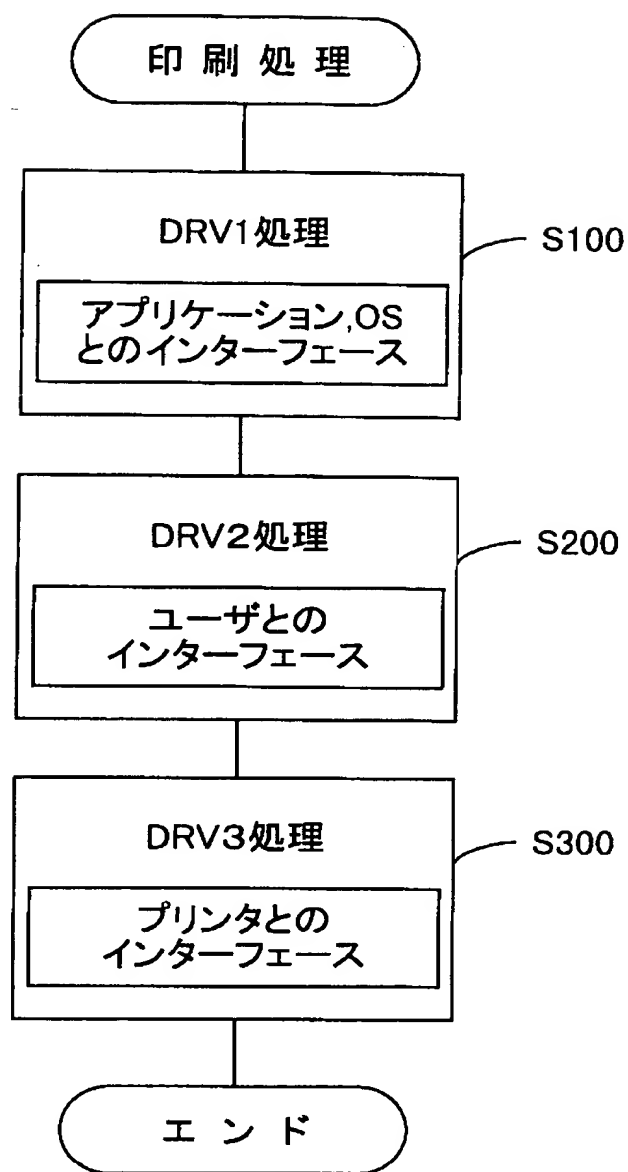 印刷処理
DRV1処理
S100
アプリケーション,OS
とのインターフェース
DRV2処理
S200
ユーザとの
インターフェース
DRV3処理
S300
プリンタとの
インターフェース
エンド